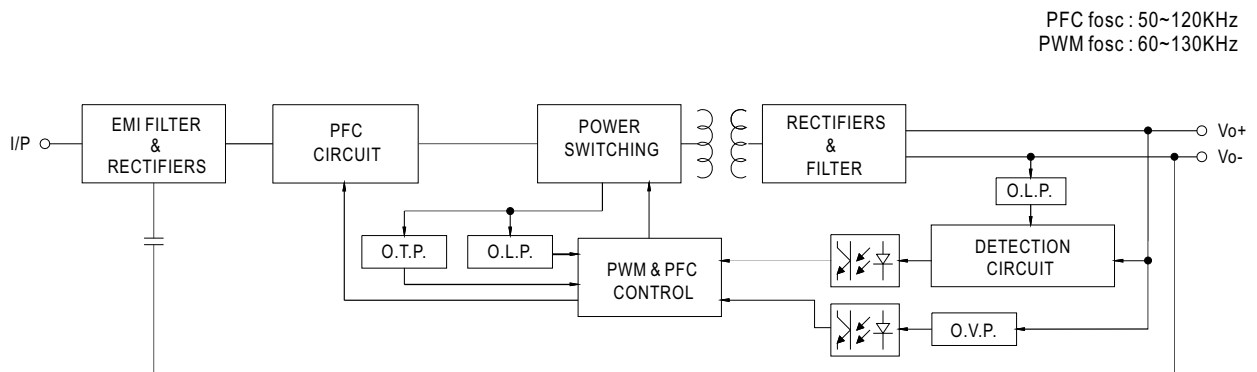 PFC fosc : 50~120KHz
PWM fosc : 60~130KHz
I/P
EMI FILTER
&
RECTIFIERS
PFC
CIRCUIT
POWER
SWITCHING
RECTIFIERS
&
FILTER
Vo+
Vo-
O.L.P.
O.T.P.
O.L.P.
PWM & PFC
CONTROL
DETECTION
CIRCUIT
O.V.P.